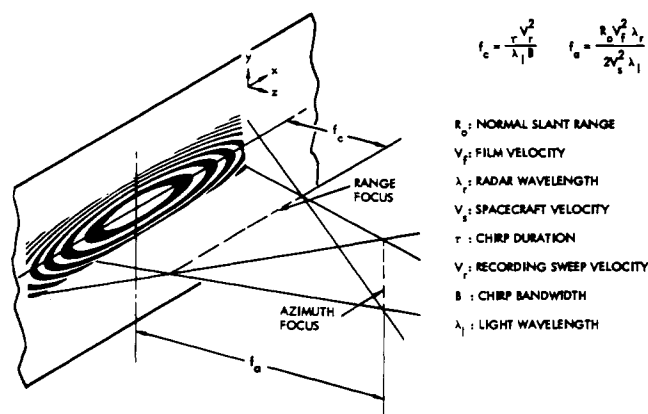 y
x
z
f_c
RANGE
FOCUS
AZIMUTH
FOCUS
f_a
f_c = τ V_r^2 / λ_l B    f_a = R_o V_f^2 λ_r / 2V_s^2 λ_l
R_o : NORMAL SLANT RANGE
V_f : FILM VELOCITY
λ_r : RADAR WAVELENGTH
V_s : SPACECRAFT VELOCITY
τ : CHIRP DURATION
V_r : RECORDING SWEEP VELOCITY
B : CHIRP BANDWIDTH
λ_l : LIGHT WAVELENGTH